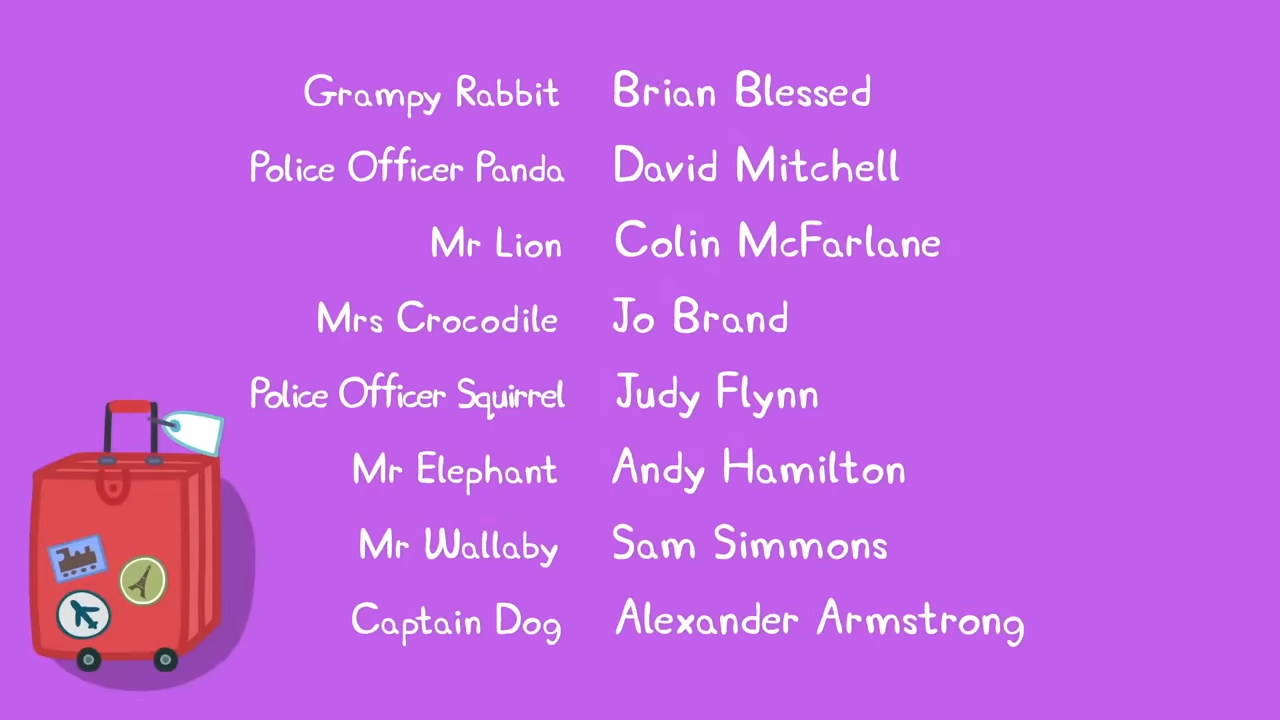 Grampy Rabbit Brian Blessed
Police Officer Panda David Mitchell
Mr Lion Colin McFarlane
Mrs Crocodile Jo Brand
Police Officer Squirrel Judy Flynn
Mr Elephant Andy Hamilton
Mr Wallaby Sam Simmons
Captain Dog Alexander Armstrong